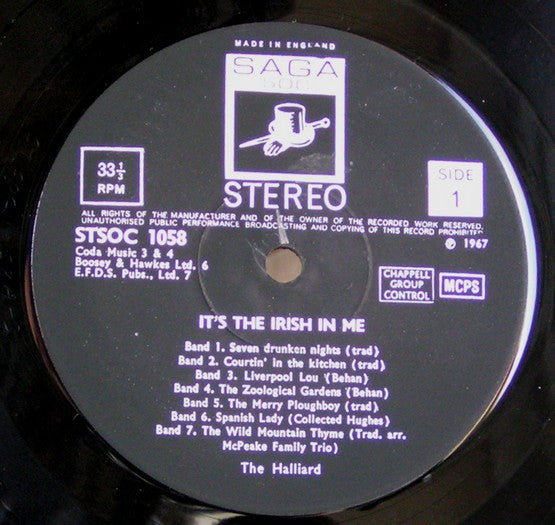 MADE IN ENGLAND
SAGA
SOC
STEREO
33 1/3
RPM
SIDE
1
ALL RIGHTS OF THE MANUFACTURER AND OF THE OWNER OF THE RECORDED WORK RESERVED.
UNAUTHORISED PUBLIC PERFORMANCE BROADCASTING AND COPYING OF THIS RECORD PROHIBITED.
STSOC 1058
℗ 1967
Coda Music 3 & 4
Boosey & Hawkes Ltd. 6
E.F.D.S. Pubs., Ltd. 7
CHAPPELL
GROUP
CONTROL
MCPS
IT'S THE IRISH IN ME
Band 1. Seven drunken nights (trad)
Band 2. Courtin' in the kitchen (trad)
Band 3. Liverpool Lou (Behan)
Band 4. The Zoological Gardens (Behan)
Band 5. The Merry Ploughboy (trad)
Band 6. Spanish Lady (Collected Hughes)
Band 7. The Wild Mountain Thyme (Trad. arr.
McPeake Family Trio)
The Halliard